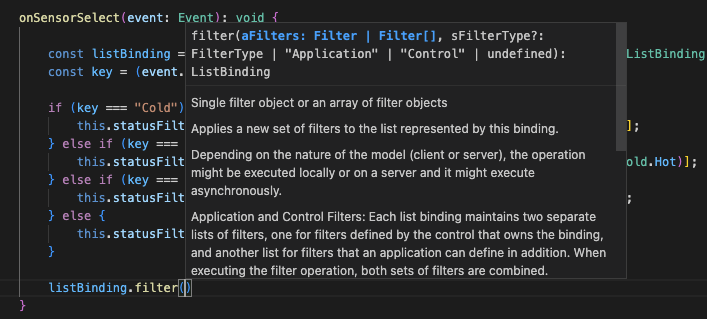 onSensorSelect(event: Event): void {
filter(aFilters: Filter | Filter[], sFilterType?:
const listBinding = FilterType | "Application" | "Control" | undefined): ListBinding
const key = (event. ListBinding
if (key === "Cold") Single filter object or an array of filter objects
this.statusFilt Applies a new set of filters to the list represented by this binding. ];
} else if (key === Depending on the nature of the model (client or server), the operation
this.statusFilt might be executed locally or on a server and it might execute old.Hot)];
} else if (key === asynchronously.
this.statusFilt ;
} else { Application and Control Filters: Each list binding maintains two separate
this.statusFilt lists of filters, one for filters defined by the control that owns the binding,
} and another list for filters that an application can define in addition. When
executing the filter operation, both sets of filters are combined.
listBinding.filter()
}